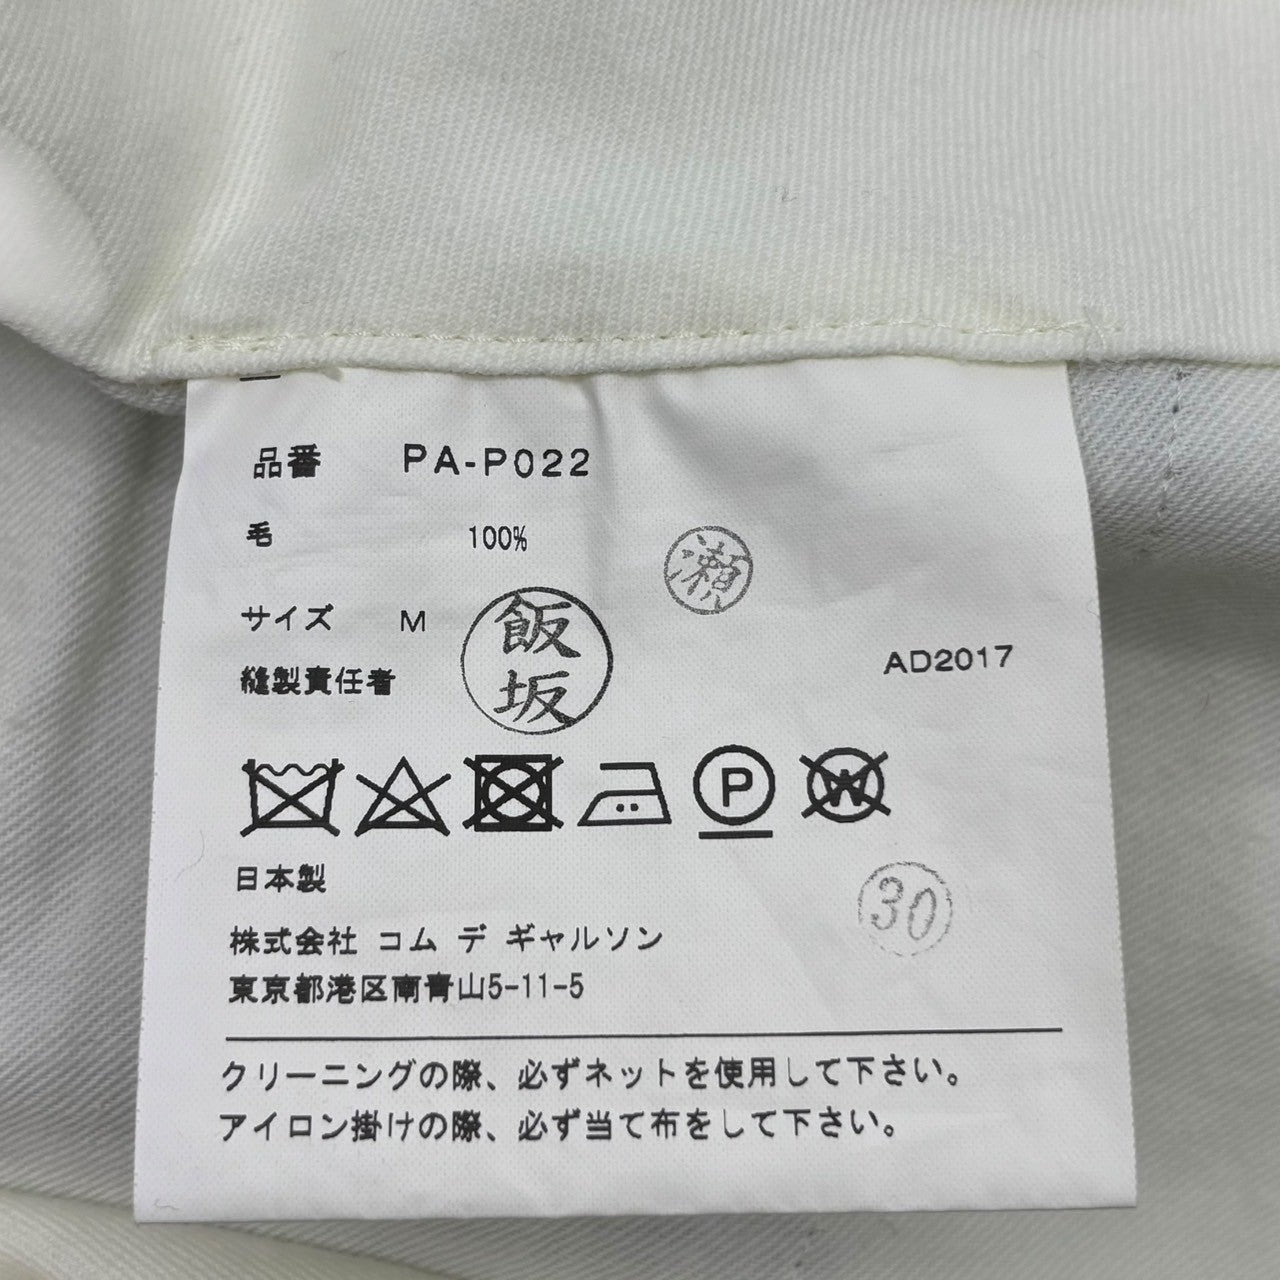 品番 PA-P022
毛 100%
瀬
サイズ M
飯坂
縫製責任者
AD2017
P
W
日本製
30
株式会社 コム デ ギャルソン
東京都港区南青山5-11-5
クリーニングの際、必ずネットを使用して下さい。
アイロン掛けの際、必ず当て布をして下さい。